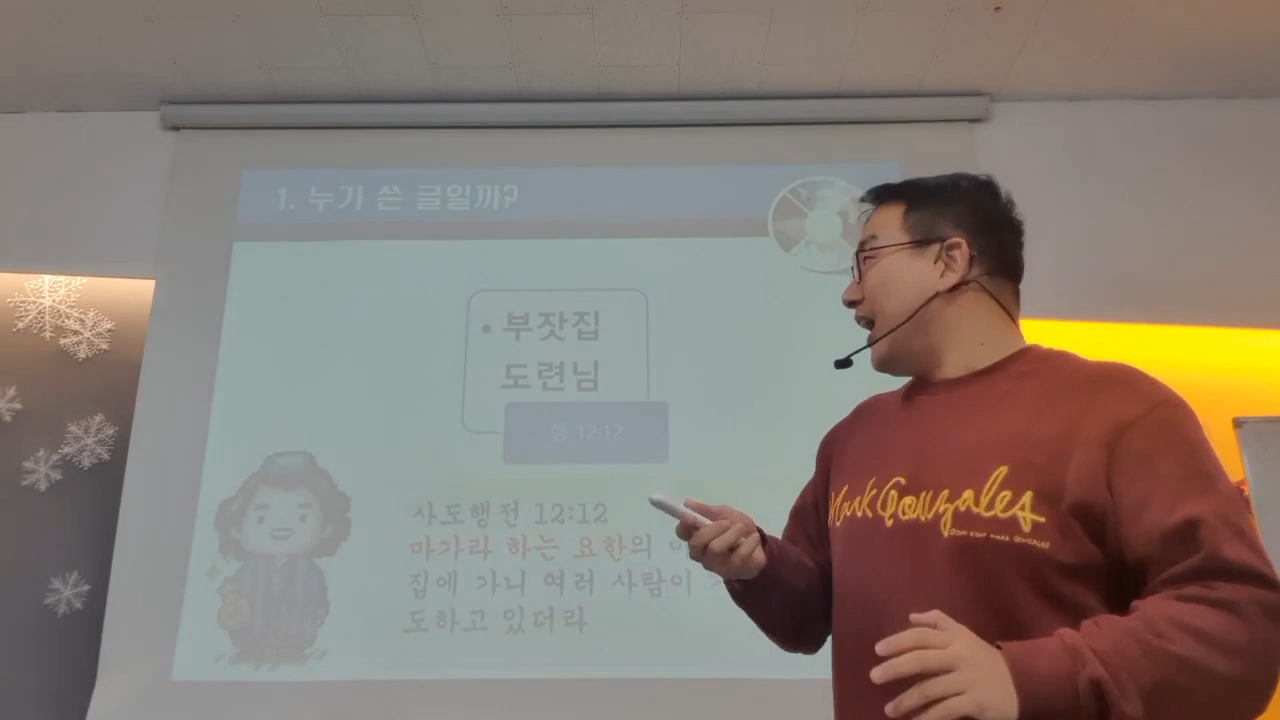 1. 누가 쓴 글일까?
• 부잣집
도련님
행 12:12
사도행전 12:12
마가라 하는 요한의
집에 가니 여러 사람이
도하고 있더라
Mark Gonzales